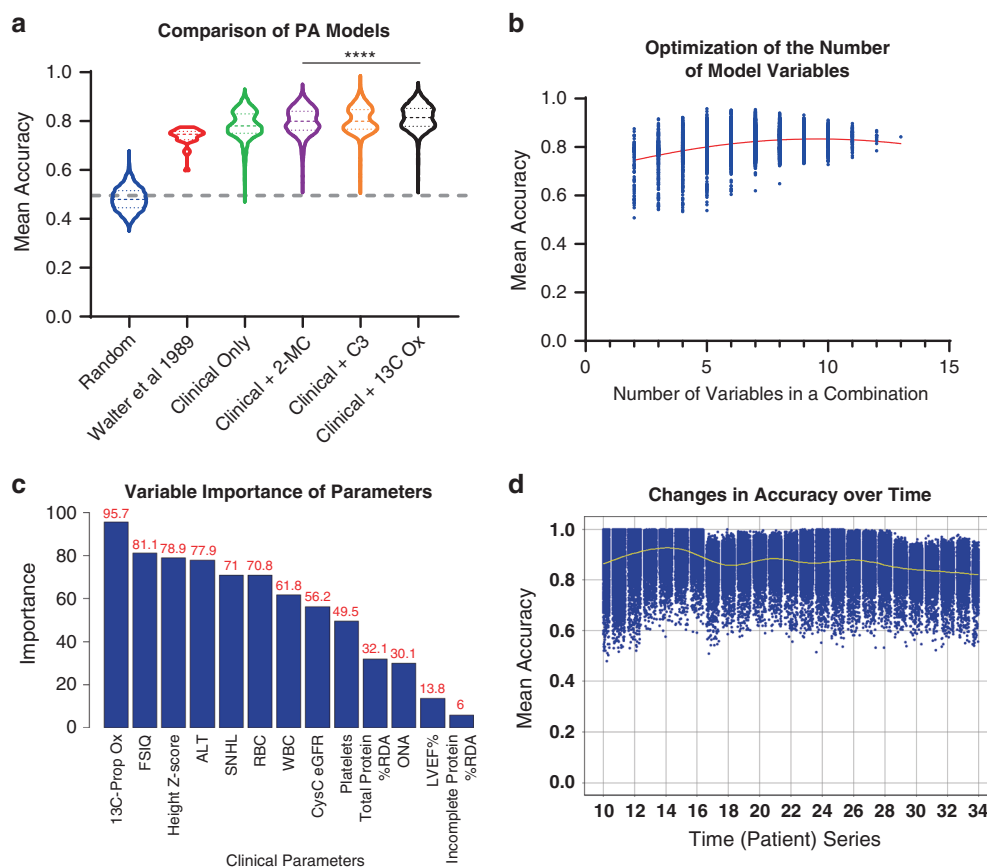 a
Comparison of PA Models
****
Mean Accuracy
1.0
0.8
0.6
0.4
0.2
0.0
Random
Walter et al 1989
Clinical Only
Clinical + 2-MC
Clinical + C3
Clinical + 13C Ox
b
Optimization of the Number
of Model Variables
Mean Accuracy
1.0
0.8
0.6
0.4
0.2
0.0
0 5 10 15
Number of Variables in a Combination
c
Variable Importance of Parameters
Importance
100
80
60
40
20
0
95.7
81.1
78.9
77.9
71
70.8
61.8
56.2
49.5
32.1
30.1
13.8
6
13C-Prop Ox
FSIQ
Height Z-score
ALT
SNHL
RBC
WBC
CysC eGFR
Platelets
Total Protein
%RDA
ONA
LVEF%
Incomplete Protein
%RDA
Clinical Parameters
d
Changes in Accuracy over Time
Mean Accuracy
1.0
0.8
0.6
0.4
0.2
0.0
10 12 14 16 18 20 22 24 26 28 30 32 34
Time (Patient) Series